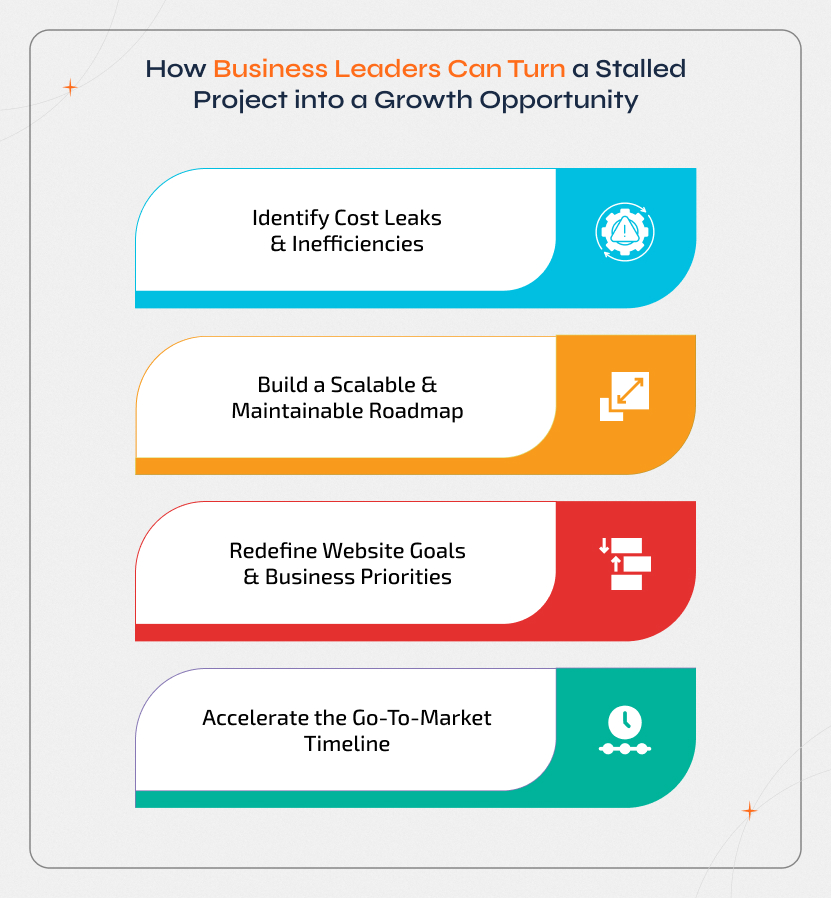 How Business Leaders Can Turn a Stalled
Project into a Growth Opportunity
Identify Cost Leaks
& Inefficiencies
Build a Scalable &
Maintainable Roadmap
Redefine Website Goals
& Business Priorities
Accelerate the Go-To-Market
Timeline